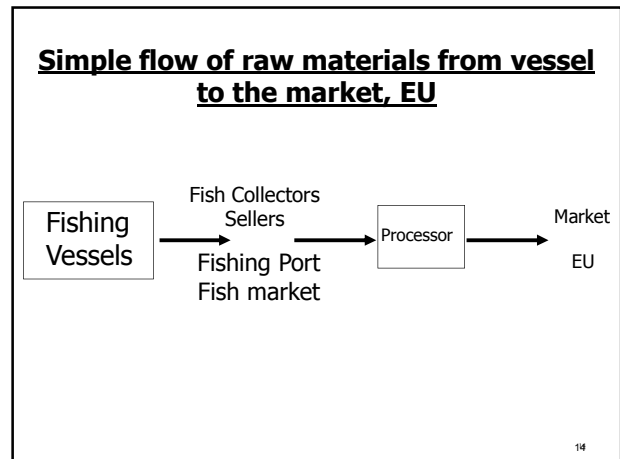 Simple flow of raw materials from vessel
to the market, EU
Fishing
Vessels
Fish Collectors
Sellers
Fishing Port
Fish market
Processor
Market
EU